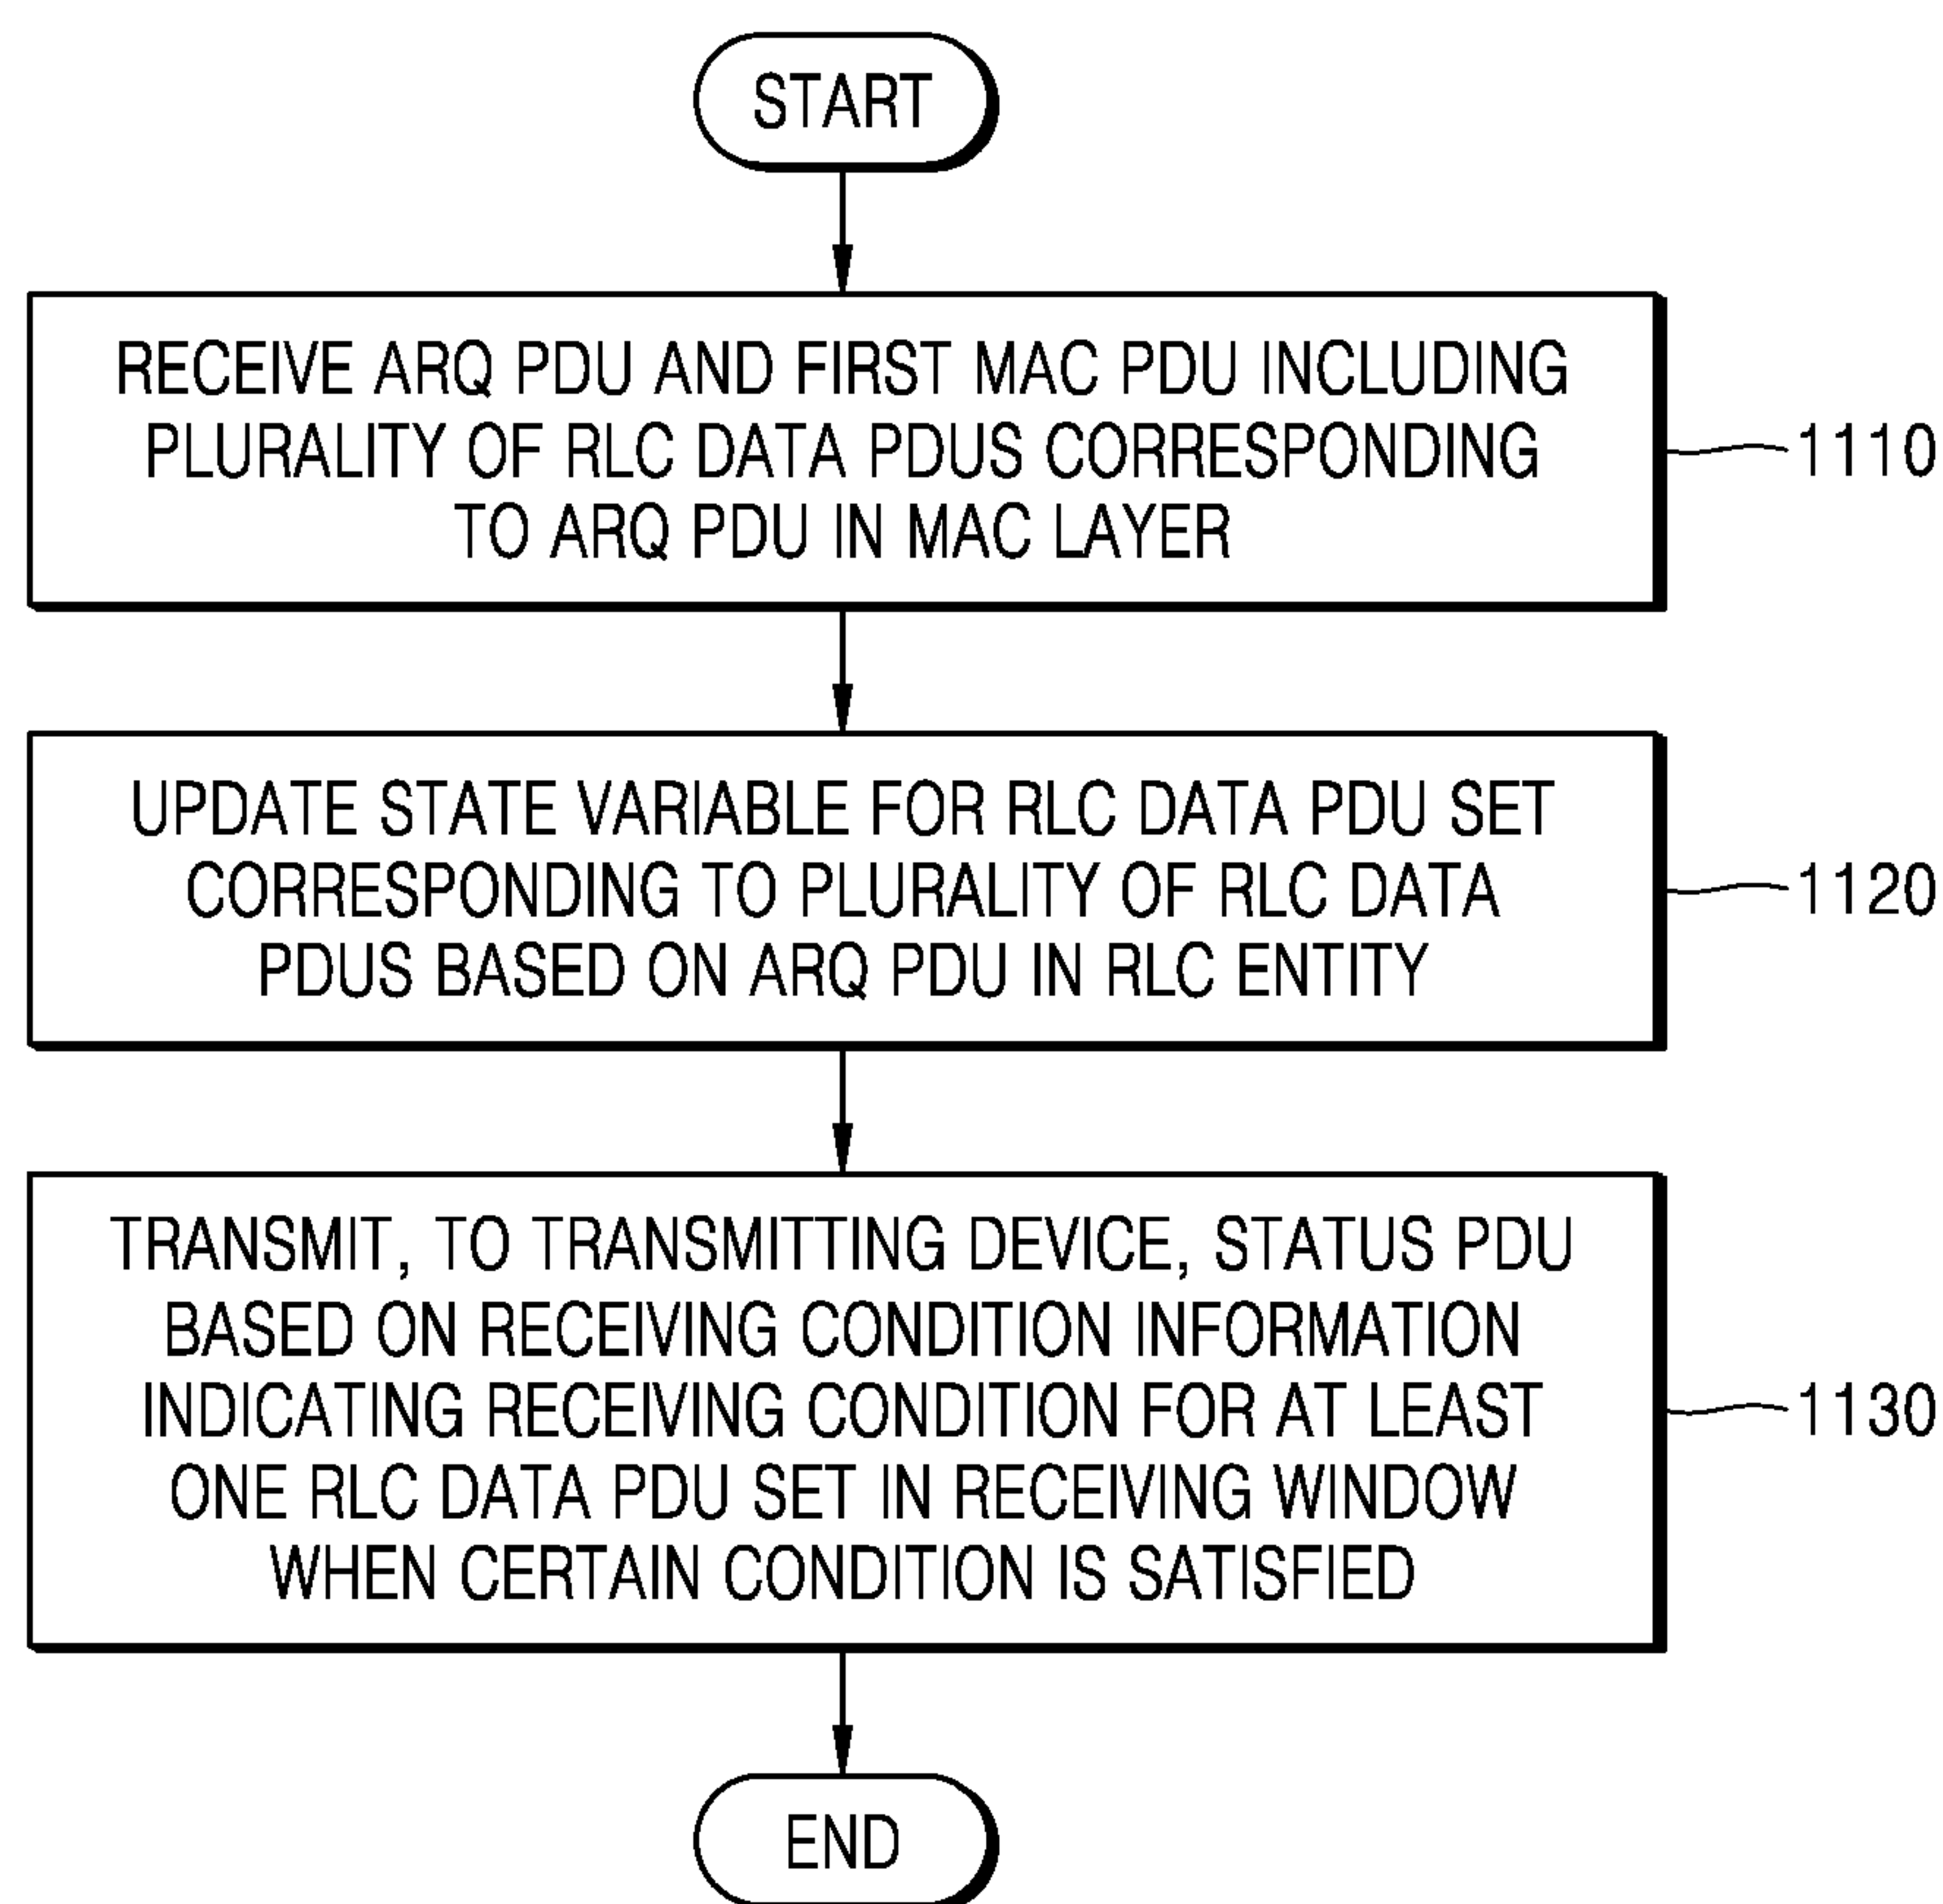 START
RECEIVE ARQ PDU AND FIRST MAC PDU INCLUDING
PLURALITY OF RLC DATA PDUS CORRESPONDING
TO ARQ PDU IN MAC LAYER
1110
UPDATE STATE VARIABLE FOR RLC DATA PDU SET
CORRESPONDING TO PLURALITY OF RLC DATA
PDUS BASED ON ARQ PDU IN RLC ENTITY
1120
TRANSMIT, TO TRANSMITTING DEVICE, STATUS PDU
BASED ON RECEIVING CONDITION INFORMATION
INDICATING RECEIVING CONDITION FOR AT LEAST
ONE RLC DATA PDU SET IN RECEIVING WINDOW
WHEN CERTAIN CONDITION IS SATISFIED
1130
END